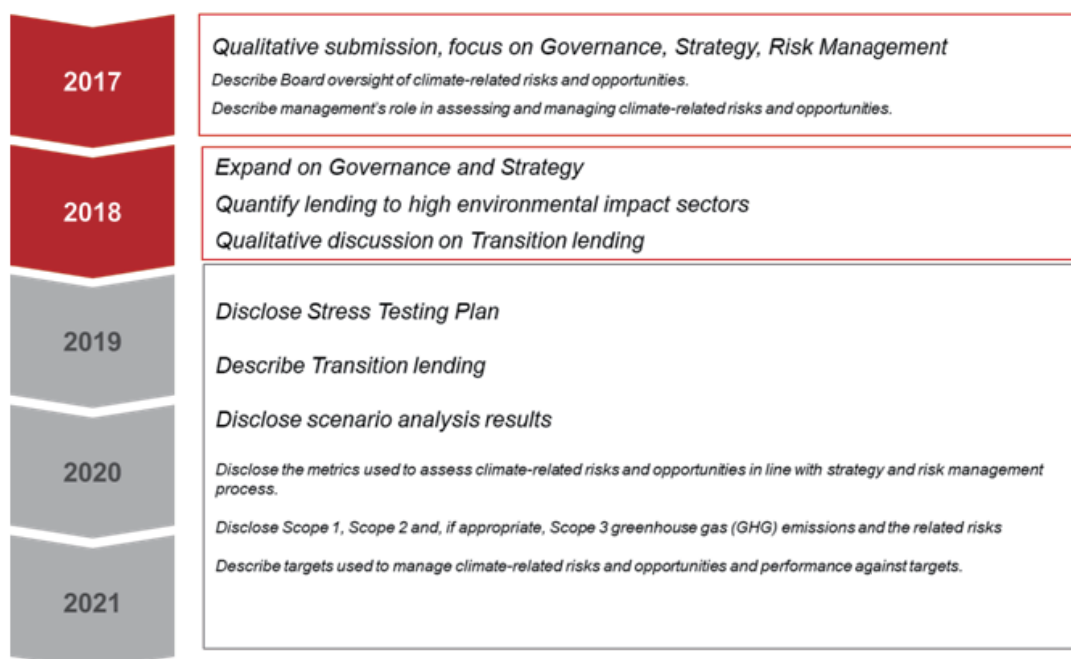 2017
Qualitative submission, focus on Governance, Strategy, Risk Management
Describe Board oversight of climate-related risks and opportunities.
Describe management's role in assessing and managing climate-related risks and opportunities.
2018
Expand on Governance and Strategy
Quantify lending to high environmental impact sectors
Qualitative discussion on Transition lending
2019
Disclose Stress Testing Plan
Describe Transition lending
Disclose scenario analysis results
2020
Disclose the metrics used to assess climate-related risks and opportunities in line with strategy and risk management
process.
Disclose Scope 1, Scope 2 and, if appropriate, Scope 3 greenhouse gas (GHG) emissions and the related risks
Describe targets used to manage climate-related risks and opportunities and performance against targets.
2021